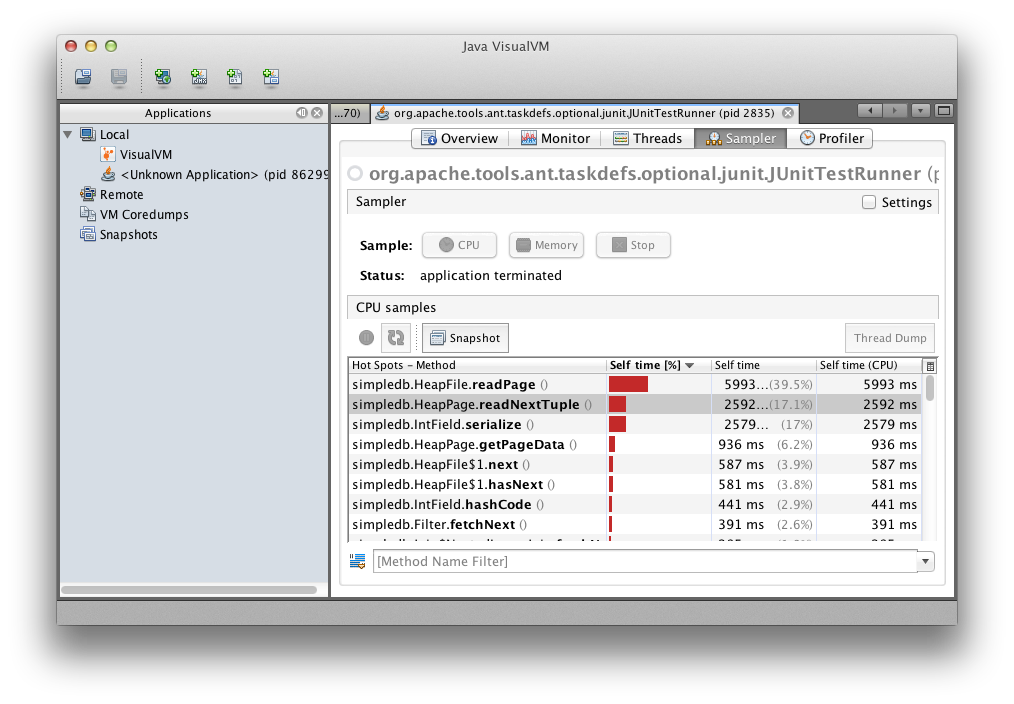 Java VisualVM
Applications
...70) org.apache.tools.ant.taskdefs.optional.junit.JUnitTestRunner (pid 2835)
Local
VisualVM
<Unknown Application> (pid 86299
Remote
VM Coredumps
Snapshots
Overview Monitor Threads Sampler Profiler
org.apache.tools.ant.taskdefs.optional.junit.JUnitTestRunner (p
Sampler Settings
Sample: CPU Memory Stop
Status: application terminated
CPU samples
Snapshot Thread Dump
Hot Spots – Method Self time [%] Self time Self time (CPU)
simpledb.HeapFile.readPage () 5993...(39.5%) 5993 ms
simpledb.HeapPage.readNextTuple () 2592...(17.1%) 2592 ms
simpledb.IntField.serialize () 2579... (17%) 2579 ms
simpledb.HeapPage.getPageData () 936 ms (6.2%) 936 ms
simpledb.HeapFile$1.next () 587 ms (3.9%) 587 ms
simpledb.HeapFile$1.hasNext () 581 ms (3.8%) 581 ms
simpledb.IntField.hashCode () 441 ms (2.9%) 441 ms
simpledb.Filter.fetchNext () 391 ms (2.6%) 391 ms
[Method Name Filter]